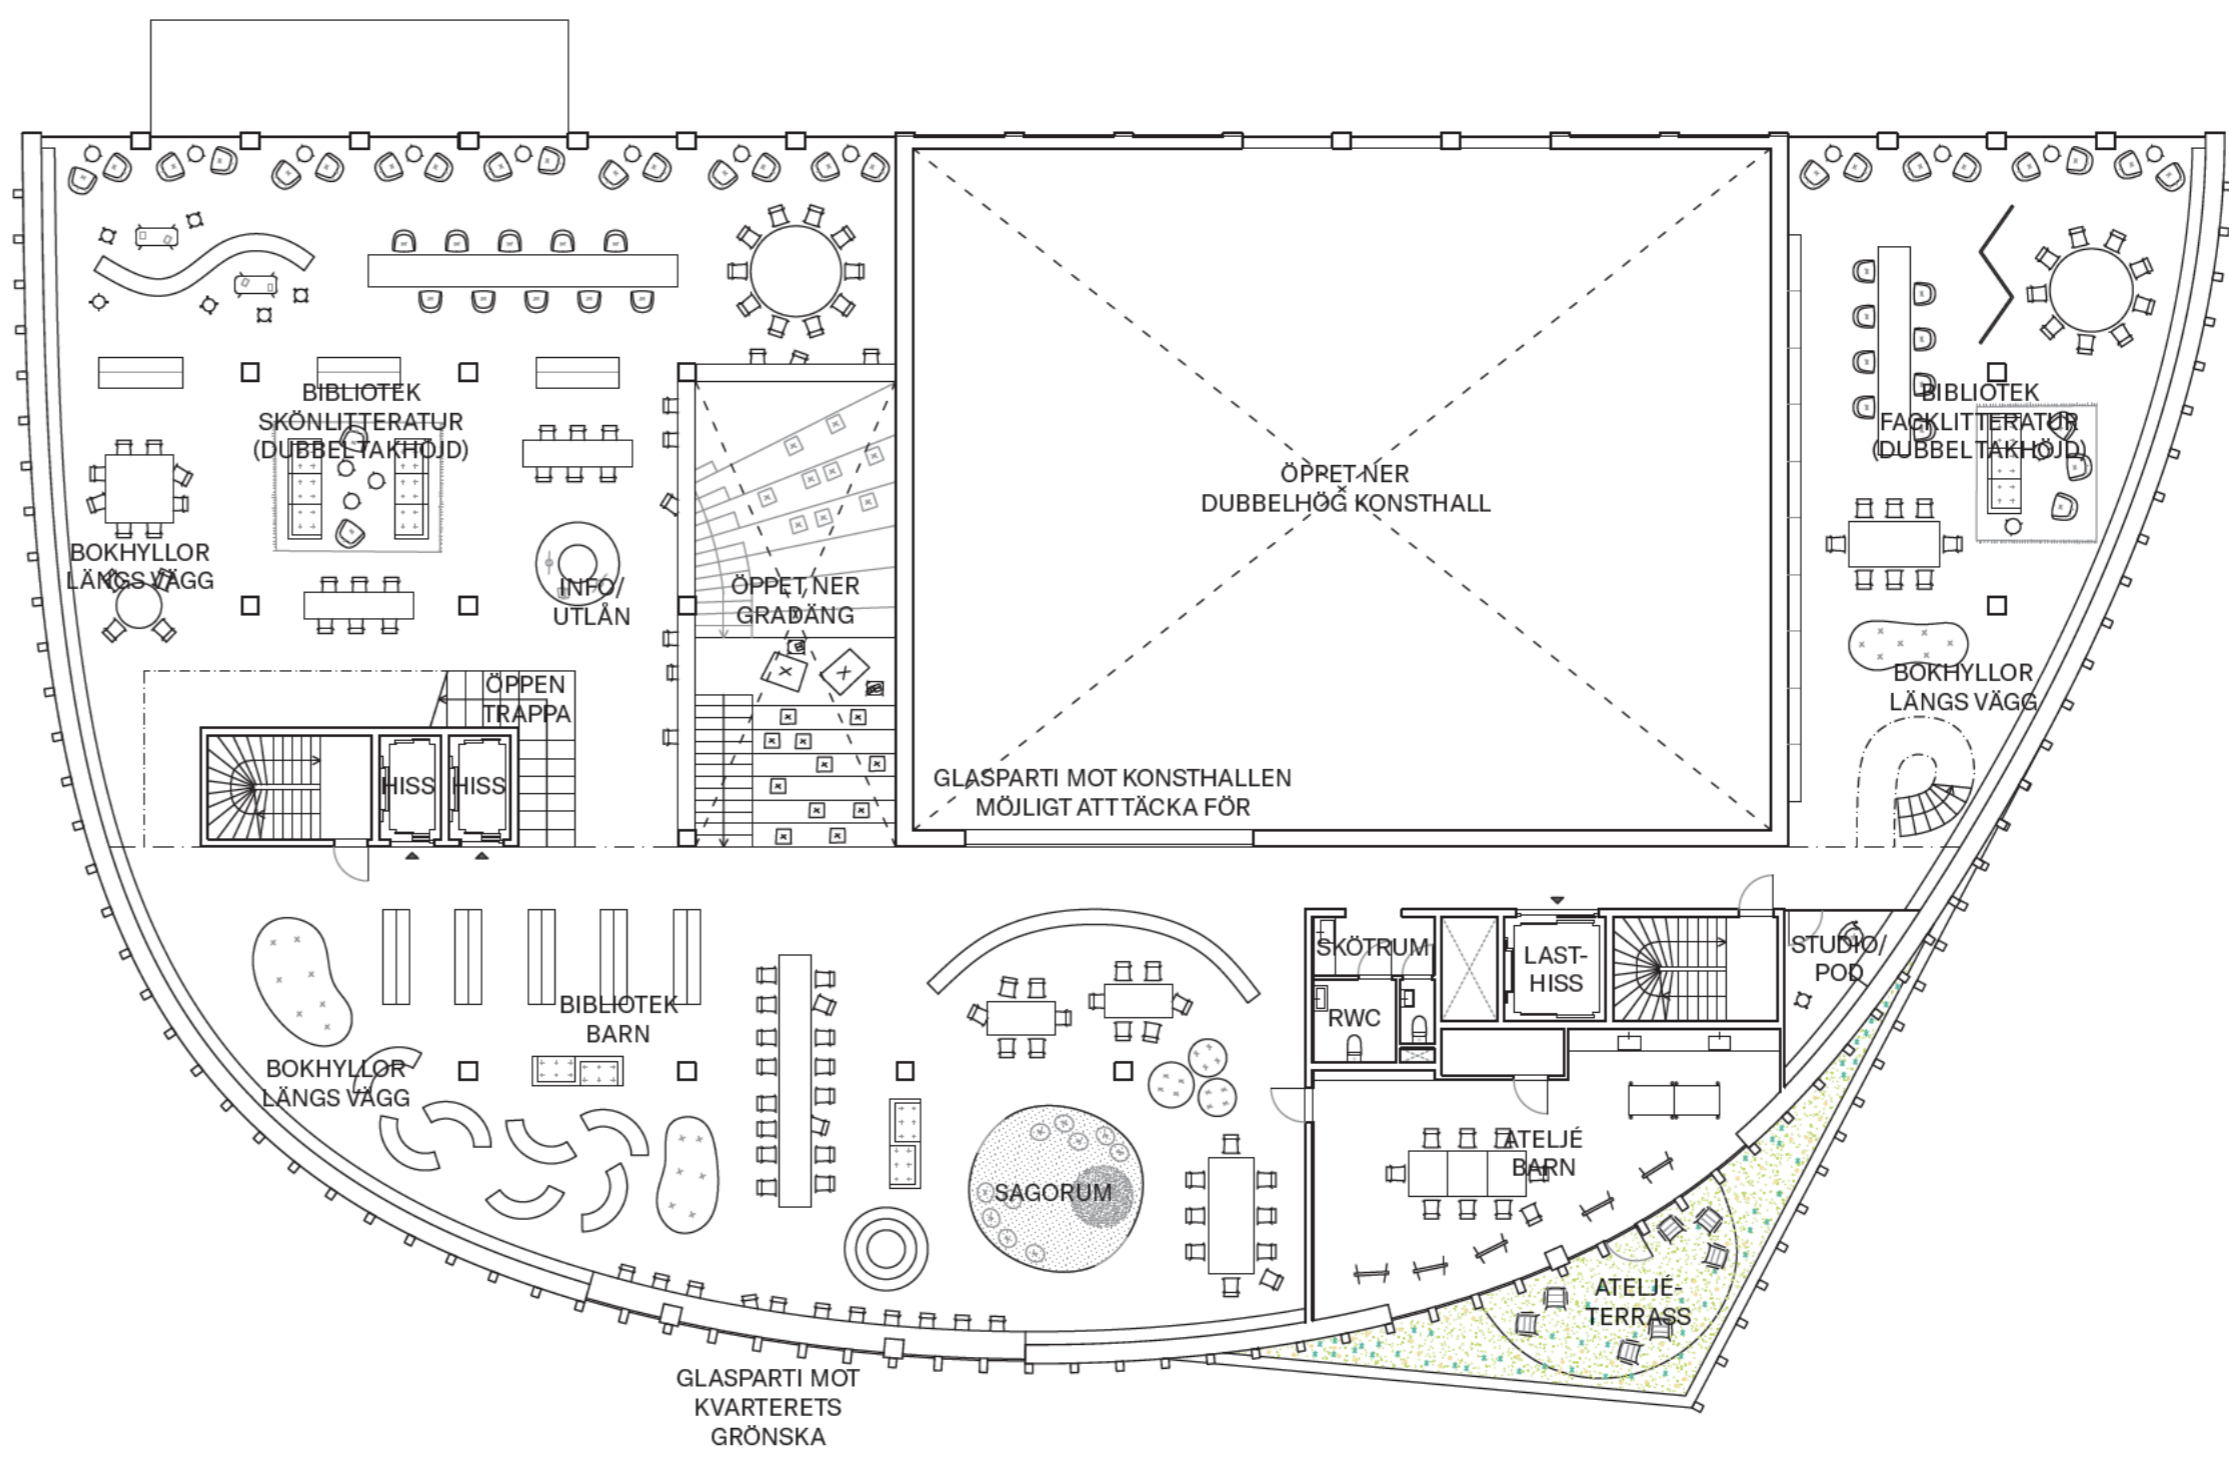 BIBLIOTEK
SKÖNLITTERATUR
(DUBBEL TAKHÖJD)
BIBLIOTEK
FACKLITTERATUR
(DUBBEL TAKHÖJD)
ÖPPET NER
DUBBELHÖG KONSTHALL
BOKHYLLOR
LÄNGS VÄGG
INFO/
UTLÅN
ÖPPET NER
GRADÄNG
BOKHYLLOR
LÄNGS VÄGG
ÖPPEN
TRAPPA
HISS
HISS
GLASPARTI MOT KONSTHALLEN
MÖJLIGT ATT TÄCKA FÖR
SKÖTRUM
LAST-
HISS
STUDIO/
POD
BIBLIOTEK
BARN
RWC
BOKHYLLOR
LÄNGS VÄGG
ATELJÉ
BARN
SAGORUM
ATELJÉ-
TERRASS
GLASPARTI MOT
KVARTERETS
GRÖNSKA